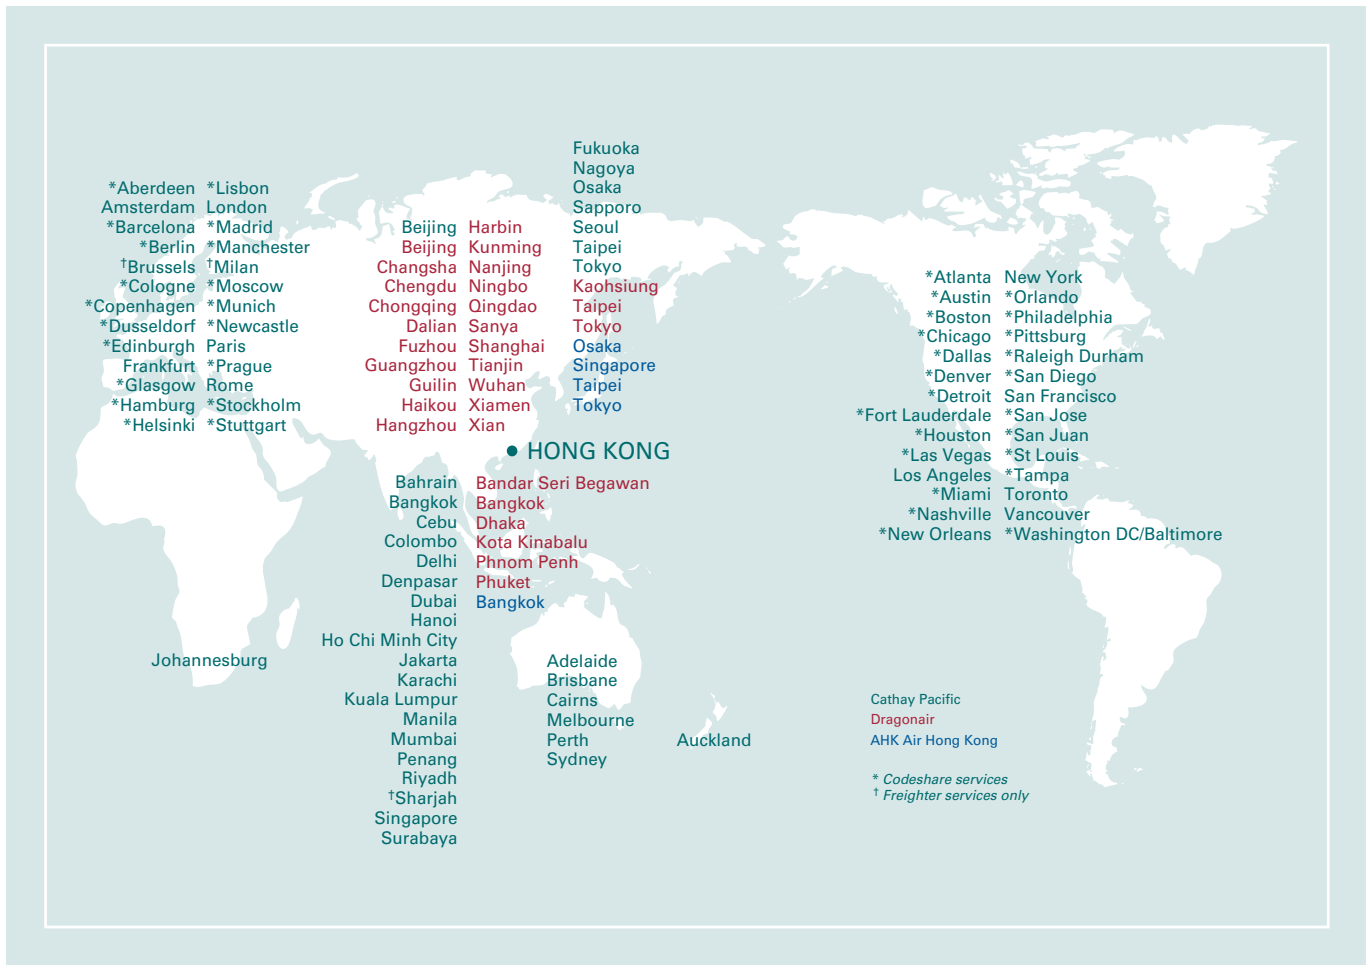 *Aberdeen *Lisbon
Amsterdam London
*Barcelona *Madrid
*Berlin *Manchester
†Brussels †Milan
*Cologne *Moscow
*Copenhagen *Munich
*Dusseldorf *Newcastle
*Edinburgh Paris
Frankfurt *Prague
*Glasgow Rome
*Hamburg *Stockholm
*Helsinki *Stuttgart
Beijing Harbin
Beijing Kunming
Changsha Nanjing
Chengdu Ningbo
Chongqing Qingdao
Dalian Sanya
Fuzhou Shanghai
Guangzhou Tianjin
Guilin Wuhan
Haikou Xiamen
Hangzhou Xian
Fukuoka
Nagoya
Osaka
Sapporo
Seoul
Taipei
Tokyo
Kaohsiung
Taipei
Tokyo
Osaka
Singapore
Taipei
Tokyo
HONG KONG
*Atlanta New York
*Austin *Orlando
*Boston *Philadelphia
*Chicago *Pittsburg
*Dallas *Raleigh Durham
*Denver *San Diego
*Detroit San Francisco
*Fort Lauderdale *San Jose
*Houston *San Juan
*Las Vegas *St Louis
Los Angeles *Tampa
*Miami Toronto
*Nashville Vancouver
*New Orleans *Washington DC/Baltimore
Bahrain Bandar Seri Begawan
Bangkok Bangkok
Cebu Dhaka
Colombo Kota Kinabalu
Delhi Phnom Penh
Denpasar Phuket
Dubai Bangkok
Hanoi
Ho Chi Minh City
Jakarta
Karachi
Kuala Lumpur
Manila
Mumbai
Penang
Riyadh
†Sharjah
Singapore
Surabaya
Johannesburg
Adelaide
Brisbane
Cairns
Melbourne
Perth
Sydney
Auckland
Cathay Pacific
Dragonair
AHK Air Hong Kong
* Codeshare services
† Freighter services only